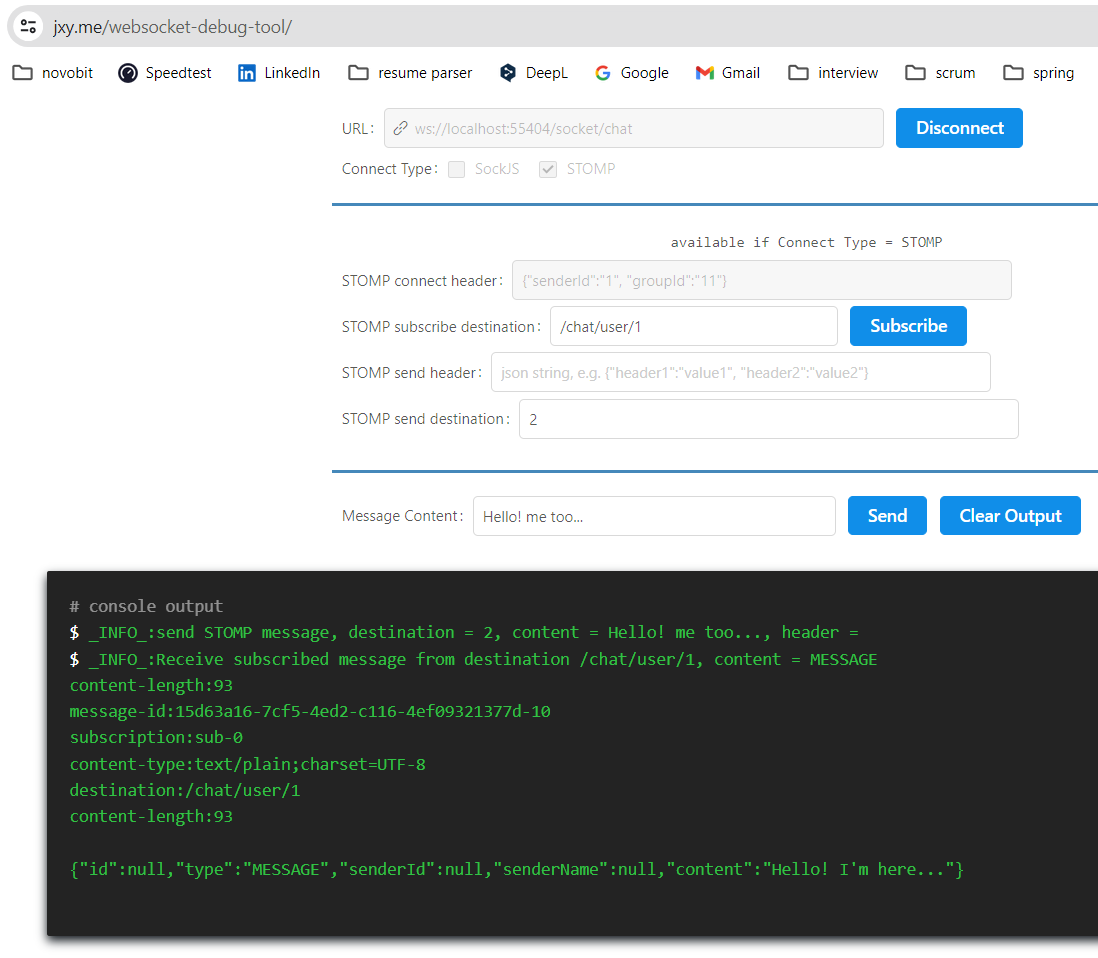 jxy.me/websocket-debug-tool/
novobit Speedtest LinkedIn resume parser DeepL Google Gmail interview scrum spring
URL: ws://localhost:55404/socket/chat Disconnect
Connect Type: SockJS STOMP
available if Connect Type = STOMP
STOMP connect header: {"senderId":"1", "groupId":"11"}
STOMP subscribe destination: /chat/user/1 Subscribe
STOMP send header: json string, e.g. {"header1":"value1", "header2":"value2"}
STOMP send destination: 2
Message Content: Hello! me too... Send Clear Output
# console output
$ _INFO_:send STOMP message, destination = 2, content = Hello! me too..., header =
$ _INFO_:Receive subscribed message from destination /chat/user/1, content = MESSAGE
content-length:93
message-id:15d63a16-7cf5-4ed2-c116-4ef09321377d-10
subscription:sub-0
content-type:text/plain;charset=UTF-8
destination:/chat/user/1
content-length:93
{"id":null,"type":"MESSAGE","senderId":null,"senderName":null,"content":"Hello! I'm here..."}